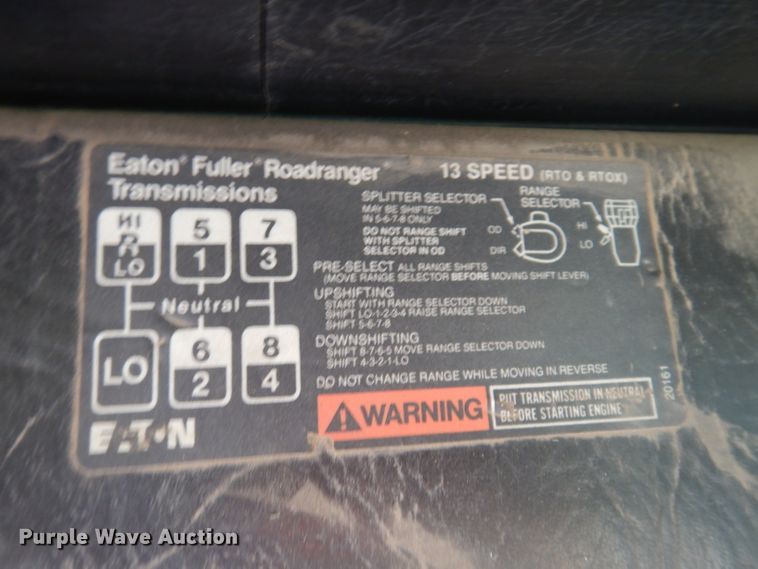 Eaton® Fuller® Roadranger
Transmissions
13 SPEED (RTO & RTOX)
HI
R
LO
5
1
7
3
Neutral
LO
6
2
8
4
EATON
SPLITTER SELECTOR
MAY BE SHIFTED
IN 5-6-7-8 ONLY
DO NOT RANGE SHIFT
WITH SPLITTER
SELECTOR IN OD
OD
DIR
RANGE
SELECTOR
HI
LO
PRE-SELECT ALL RANGE SHIFTS
(MOVE RANGE SELECTOR BEFORE MOVING SHIFT LEVER)
UPSHIFTING
START WITH RANGE SELECTOR DOWN
SHIFT LO-1-2-3-4 RAISE RANGE SELECTOR
SHIFT 5-6-7-8
DOWNSHIFTING
SHIFT 8-7-6-5 MOVE RANGE SELECTOR DOWN
SHIFT 4-3-2-1-LO
DO NOT CHANGE RANGE WHILE MOVING IN REVERSE
WARNING
PUT TRANSMISSION IN NEUTRAL
BEFORE STARTING ENGINE
20161
Purple Wave Auction